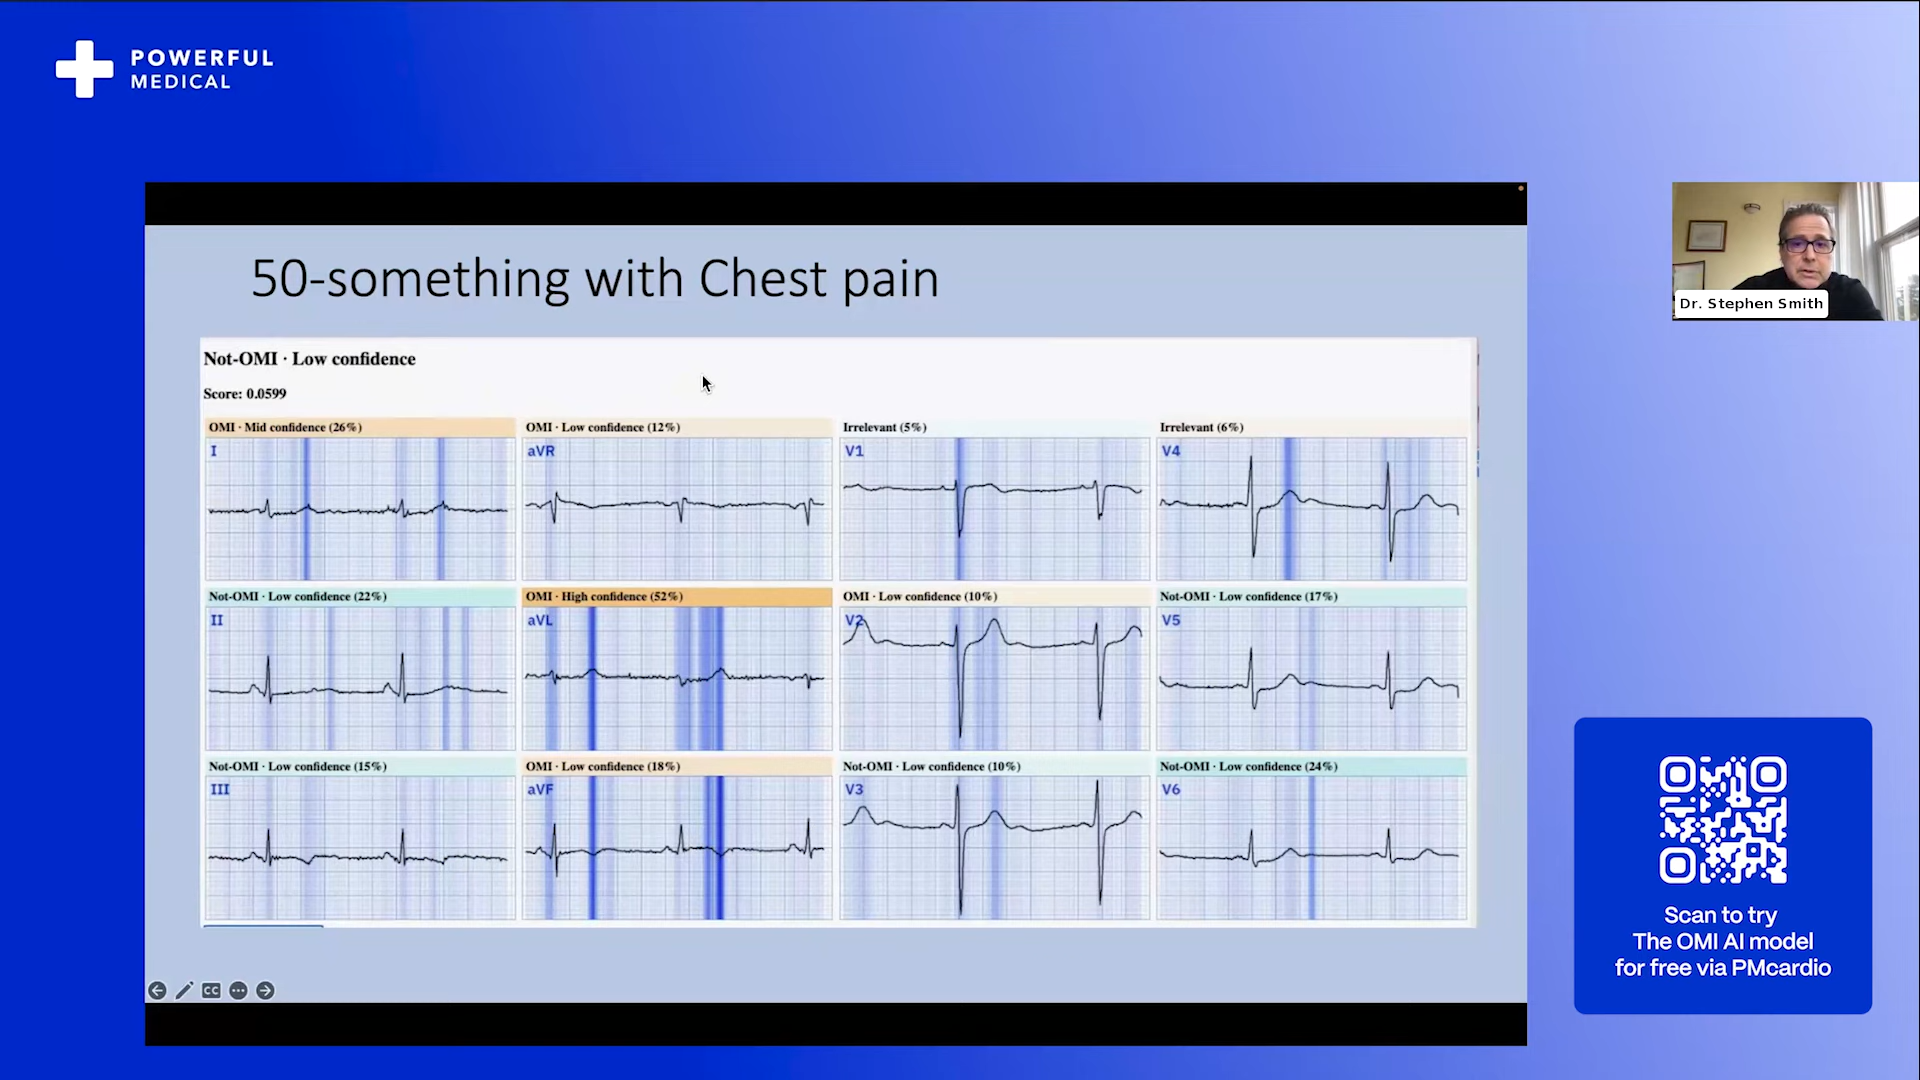 POWERFUL
MEDICAL
50-something with Chest pain
Not-OMI · Low confidence
Score: 0.0599
OMI · Mid confidence (26%)
I
OMI · Low confidence (12%)
aVR
Irrelevant (5%)
V1
Irrelevant (6%)
V4
Not-OMI · Low confidence (22%)
II
OMI · High confidence (52%)
aVL
OMI · Low confidence (10%)
V2
Not-OMI · Low confidence (17%)
V5
Not-OMI · Low confidence (15%)
III
OMI · Low confidence (18%)
aVF
Not-OMI · Low confidence (10%)
V3
Not-OMI · Low confidence (24%)
V6
CC
Dr. Stephen Smith
Scan to try
The OMI AI model
for free via PMcardio